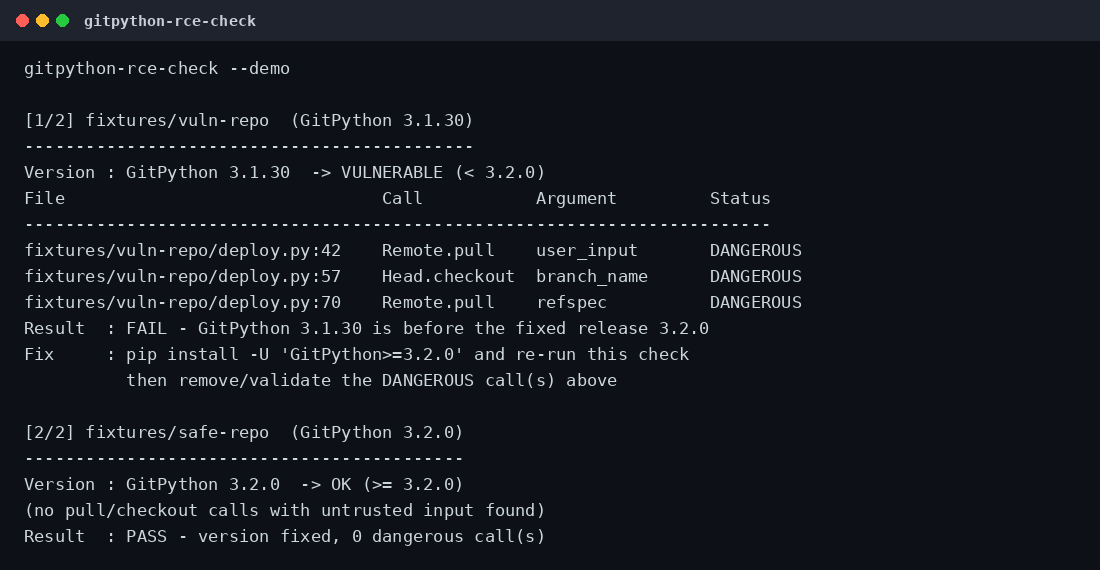 gitpython-rce-check
gitpython-rce-check --demo
[1/2] fixtures/vuln-repo  (GitPython 3.1.30)
--------------------------------------------
Version : GitPython 3.1.30  -> VULNERABLE (< 3.2.0)
File                               Call           Argument         Status
-------------------------------------------------------------------------
fixtures/vuln-repo/deploy.py:42    Remote.pull    user_input       DANGEROUS
fixtures/vuln-repo/deploy.py:57    Head.checkout  branch_name      DANGEROUS
fixtures/vuln-repo/deploy.py:70    Remote.pull    refspec          DANGEROUS
Result  : FAIL - GitPython 3.1.30 is before the fixed release 3.2.0
Fix     : pip install -U 'GitPython>=3.2.0' and re-run this check
          then remove/validate the DANGEROUS call(s) above
[2/2] fixtures/safe-repo  (GitPython 3.2.0)
-------------------------------------------
Version : GitPython 3.2.0  -> OK (>= 3.2.0)
(no pull/checkout calls with untrusted input found)
Result  : PASS - version fixed, 0 dangerous call(s)